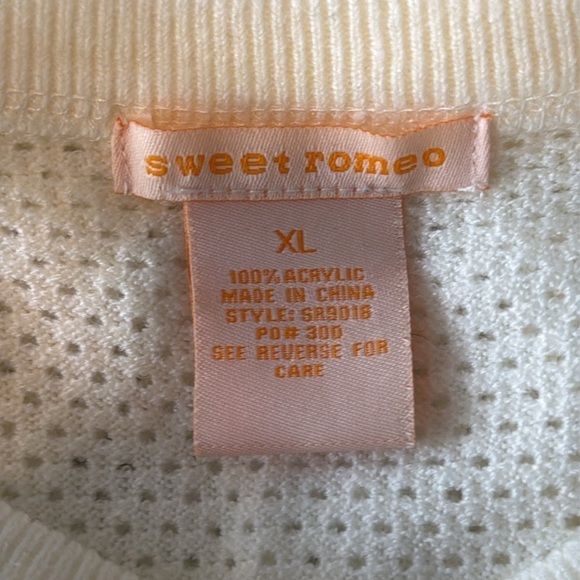 sweet romeo
XL
100% ACRYLIC
MADE IN CHINA
STYLE: SR9016
PO# 300
SEE REVERSE FOR
CARE